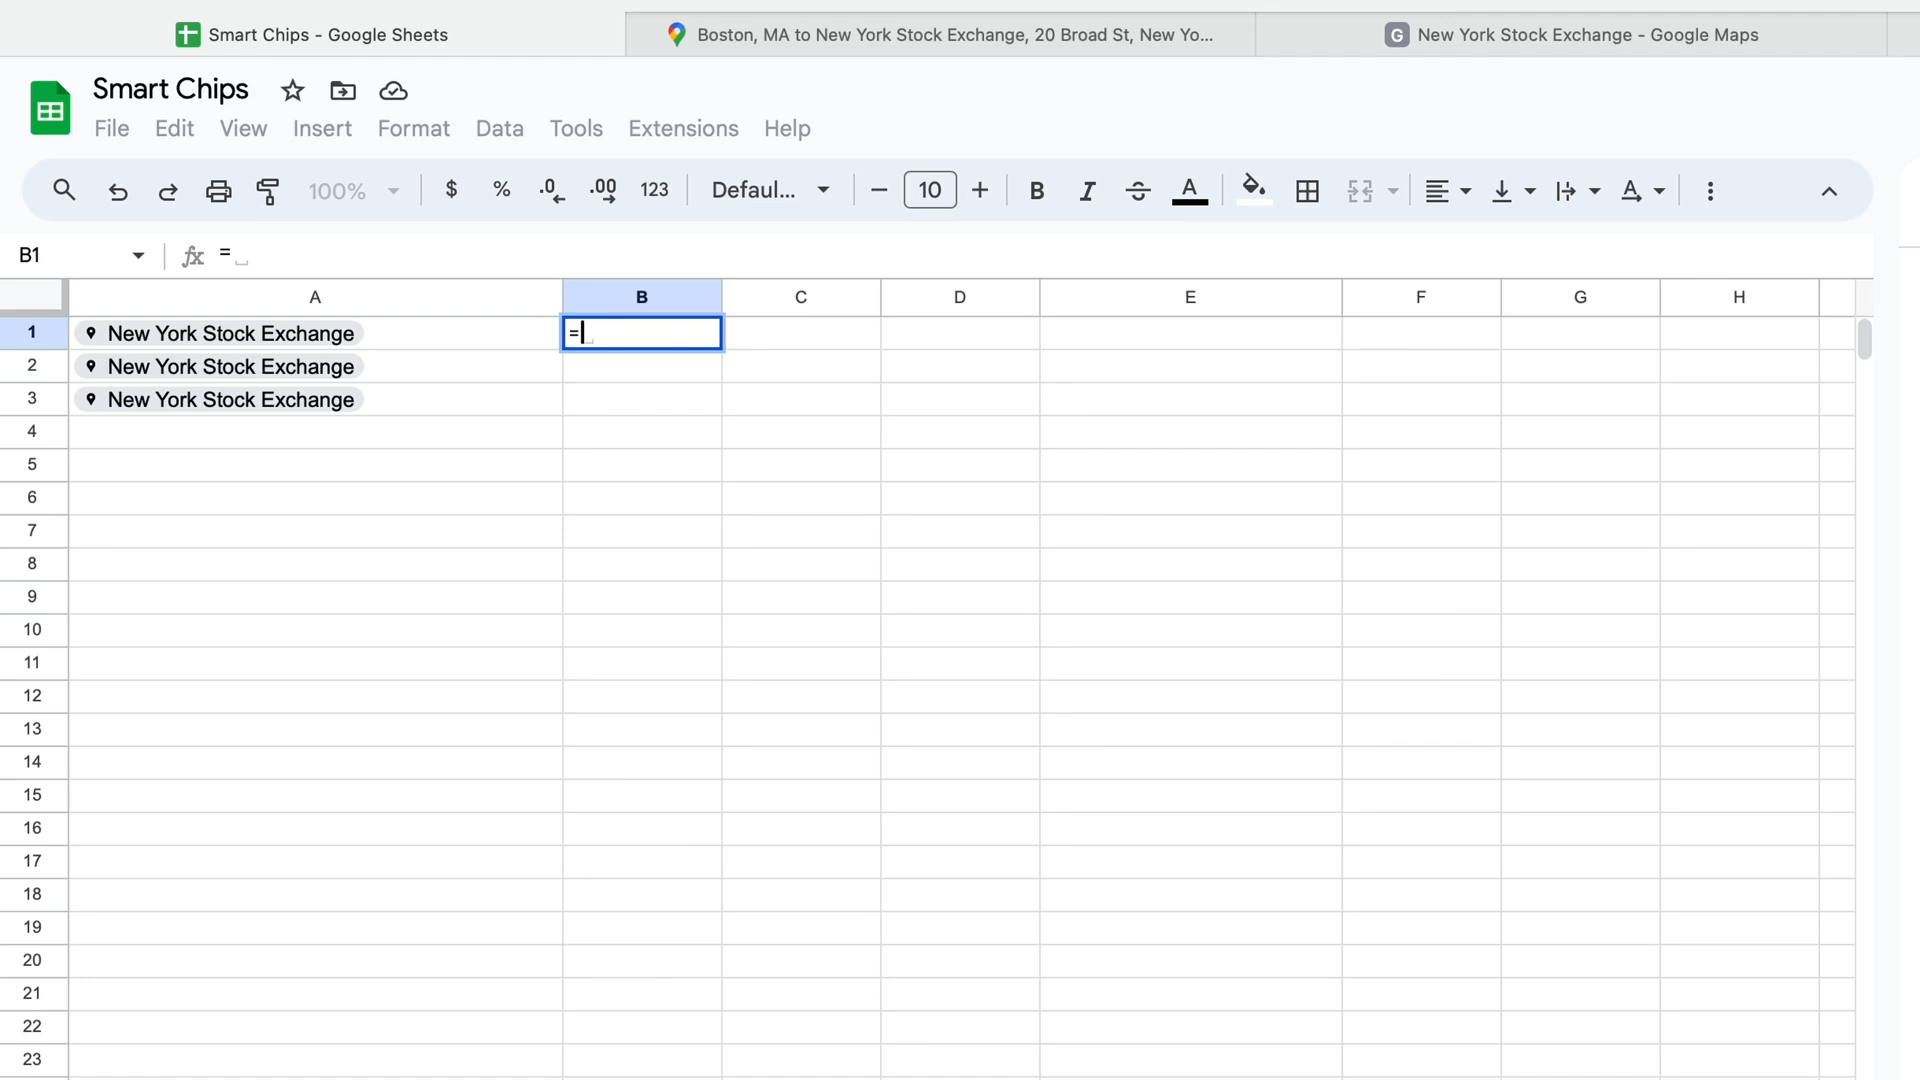 Smart Chips - Google Sheets
Boston, MA to New York Stock Exchange, 20 Broad St, New Yo...
G New York Stock Exchange - Google Maps
Smart Chips
File Edit View Insert Format Data Tools Extensions Help
100% $ % .0 .00 123 Defaul... 10 B I S A A
B1 fx =
A B C D E F G H
1 New York Stock Exchange =
2 New York Stock Exchange
3 New York Stock Exchange
4
5
6
7
8
9
10
11
12
13
14
15
16
17
18
19
20
21
22
23